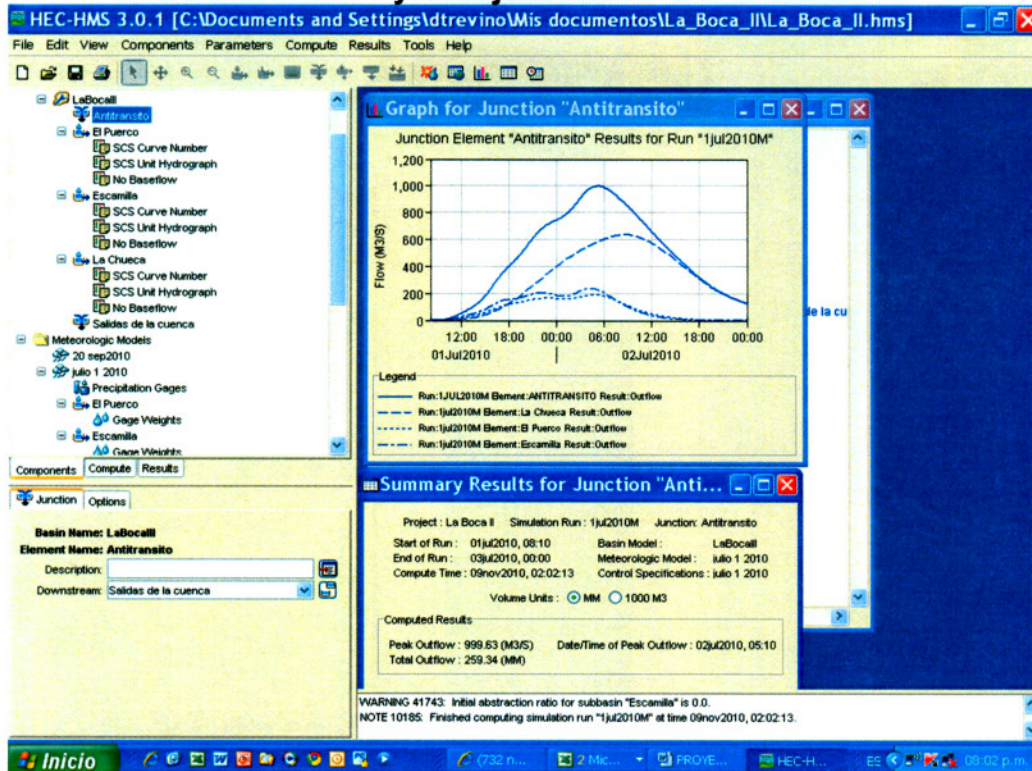 HEC-HMS 3.0.1 [C:\Documents and Settings\dtrevino\Mis documentos\La_Boca_II\La_Boca_II.hms]
File Edit View Components Parameters Compute Results Tools Help
LaBocaII
Antitransito
El Puerco
SCS Curve Number
SCS Unit Hydrograph
No Baseflow
Escamilla
SCS Curve Number
SCS Unit Hydrograph
No Baseflow
La Chueca
SCS Curve Number
SCS Unit Hydrograph
No Baseflow
Salidas de la cuenca
Meteorologic Models
20 sep2010
julio 1 2010
Precipitation Gages
El Puerco
Gage Weights
Escamilla
Gage Weights
Components Compute Results
Junction Options
Basin Name: LaBocaII
Element Name: Antitransito
Description:
Downstream: Salidas de la cuenca
Graph for Junction "Antitransito"
Junction Element "Antitransito" Results for Run "1jul2010M"
Flow (M3/S)
1,200
1,000
800
600
400
200
0
12:00 18:00 00:00 06:00 12:00 18:00 00:00
01Jul2010 02Jul2010
Legend
Run:1JUL2010M Element:ANTITRANSITO Result:Outflow
Run:1jul2010M Element:La Chueca Result:Outflow
Run:1jul2010M Element:El Puerco Result:Outflow
Run:1jul2010M Element:Escamilla Result:Outflow
de la cu
Summary Results for Junction "Anti...
Project : La Boca II Simulation Run : 1jul2010M Junction: Antitransito
Start of Run : 01jul2010, 08:10 Basin Model : LaBocaII
End of Run : 03jul2010, 00:00 Meteorologic Model : julio 1 2010
Compute Time : 09nov2010, 02:02:13 Control Specifications : julio 1 2010
Volume Units : MM 1000 M3
Computed Results
Peak Outflow : 999.63 (M3/S) Date/Time of Peak Outflow : 02jul2010, 05:10
Total Outflow : 259.34 (MM)
WARNING 41743: Initial abstraction ratio for subbasin "Escamilla" is 0.0.
NOTE 10185: Finished computing simulation run "1jul2010M" at time 09nov2010, 02:02:13.
Inicio (732 n... 2 Mic... PROYE... HEC-H... ES 08:02 p.m.